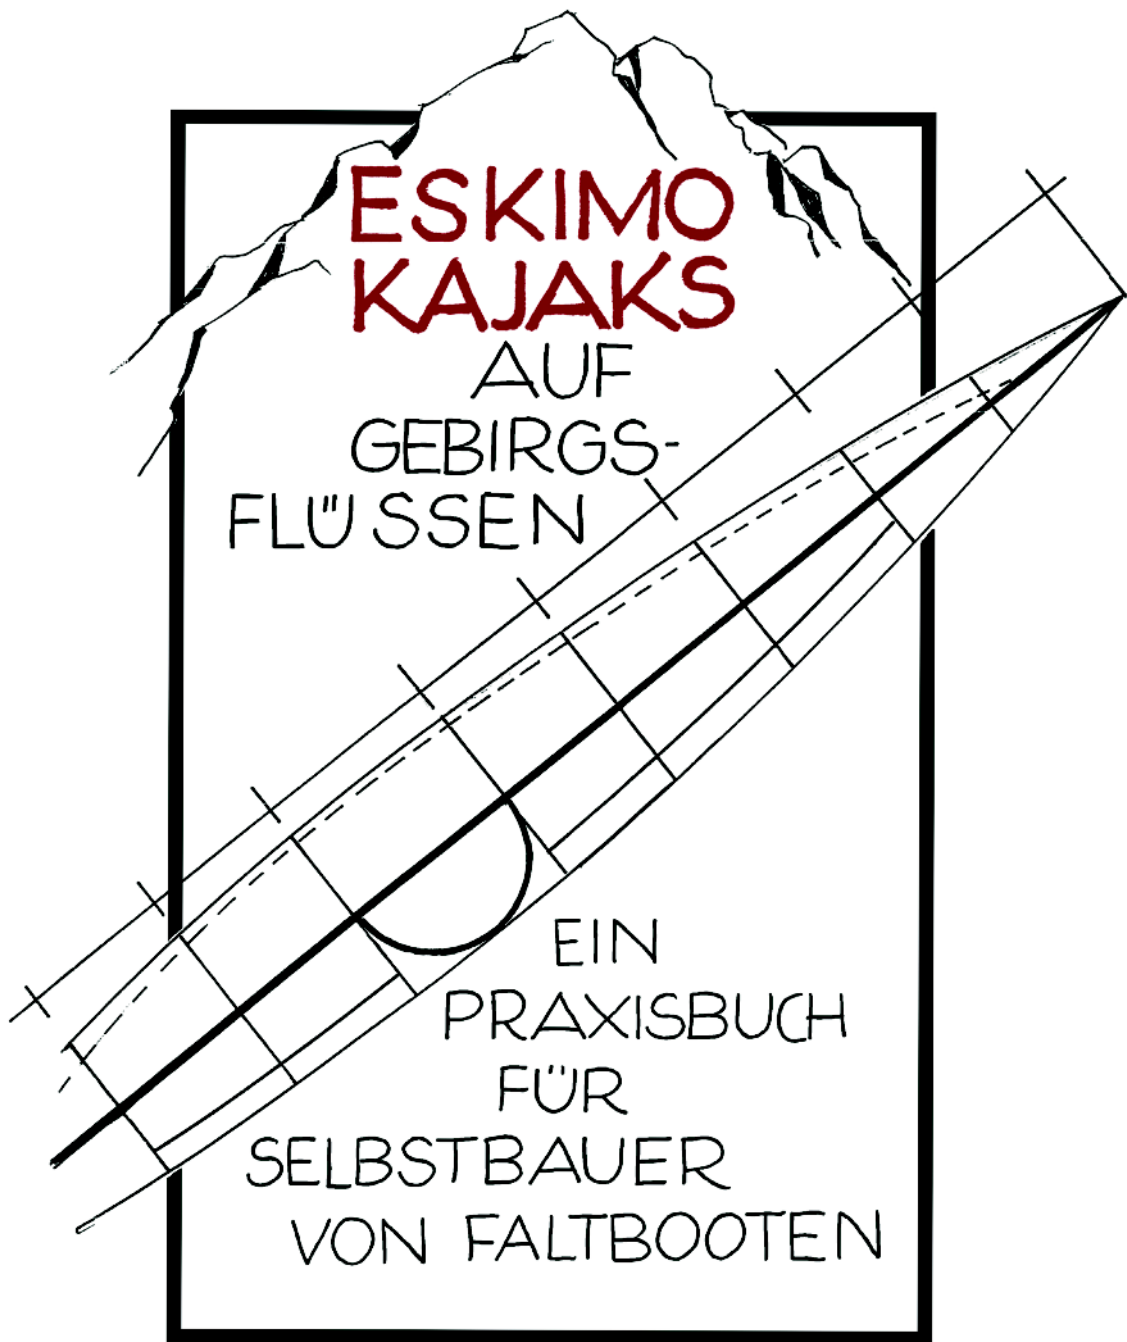 ESKIMO
KAJAKS
AUF
GEBIRGS-
FLÜSSEN
EIN
PRAXISBUCH
FÜR
SELBSTBAUER
VON FALTBOOTEN